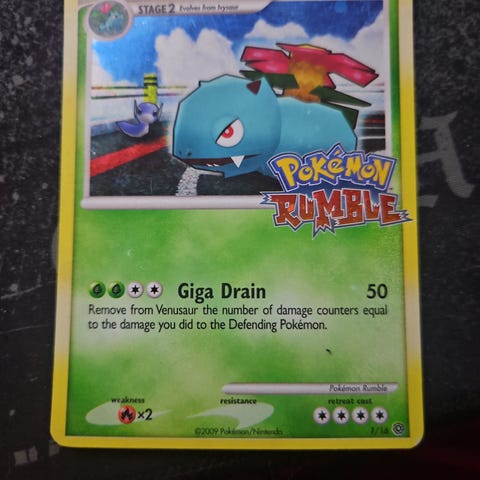 STAGE 2 Evolves from Ivysaur
POKéMON
RUMBLE
Giga Drain 50
Remove from Venusaur the number of damage counters equal
to the damage you did to the Defending Pokémon.
Pokémon Rumble
weakness resistance retreat cost
×2
©2009 Pokémon/Nintendo 1/16